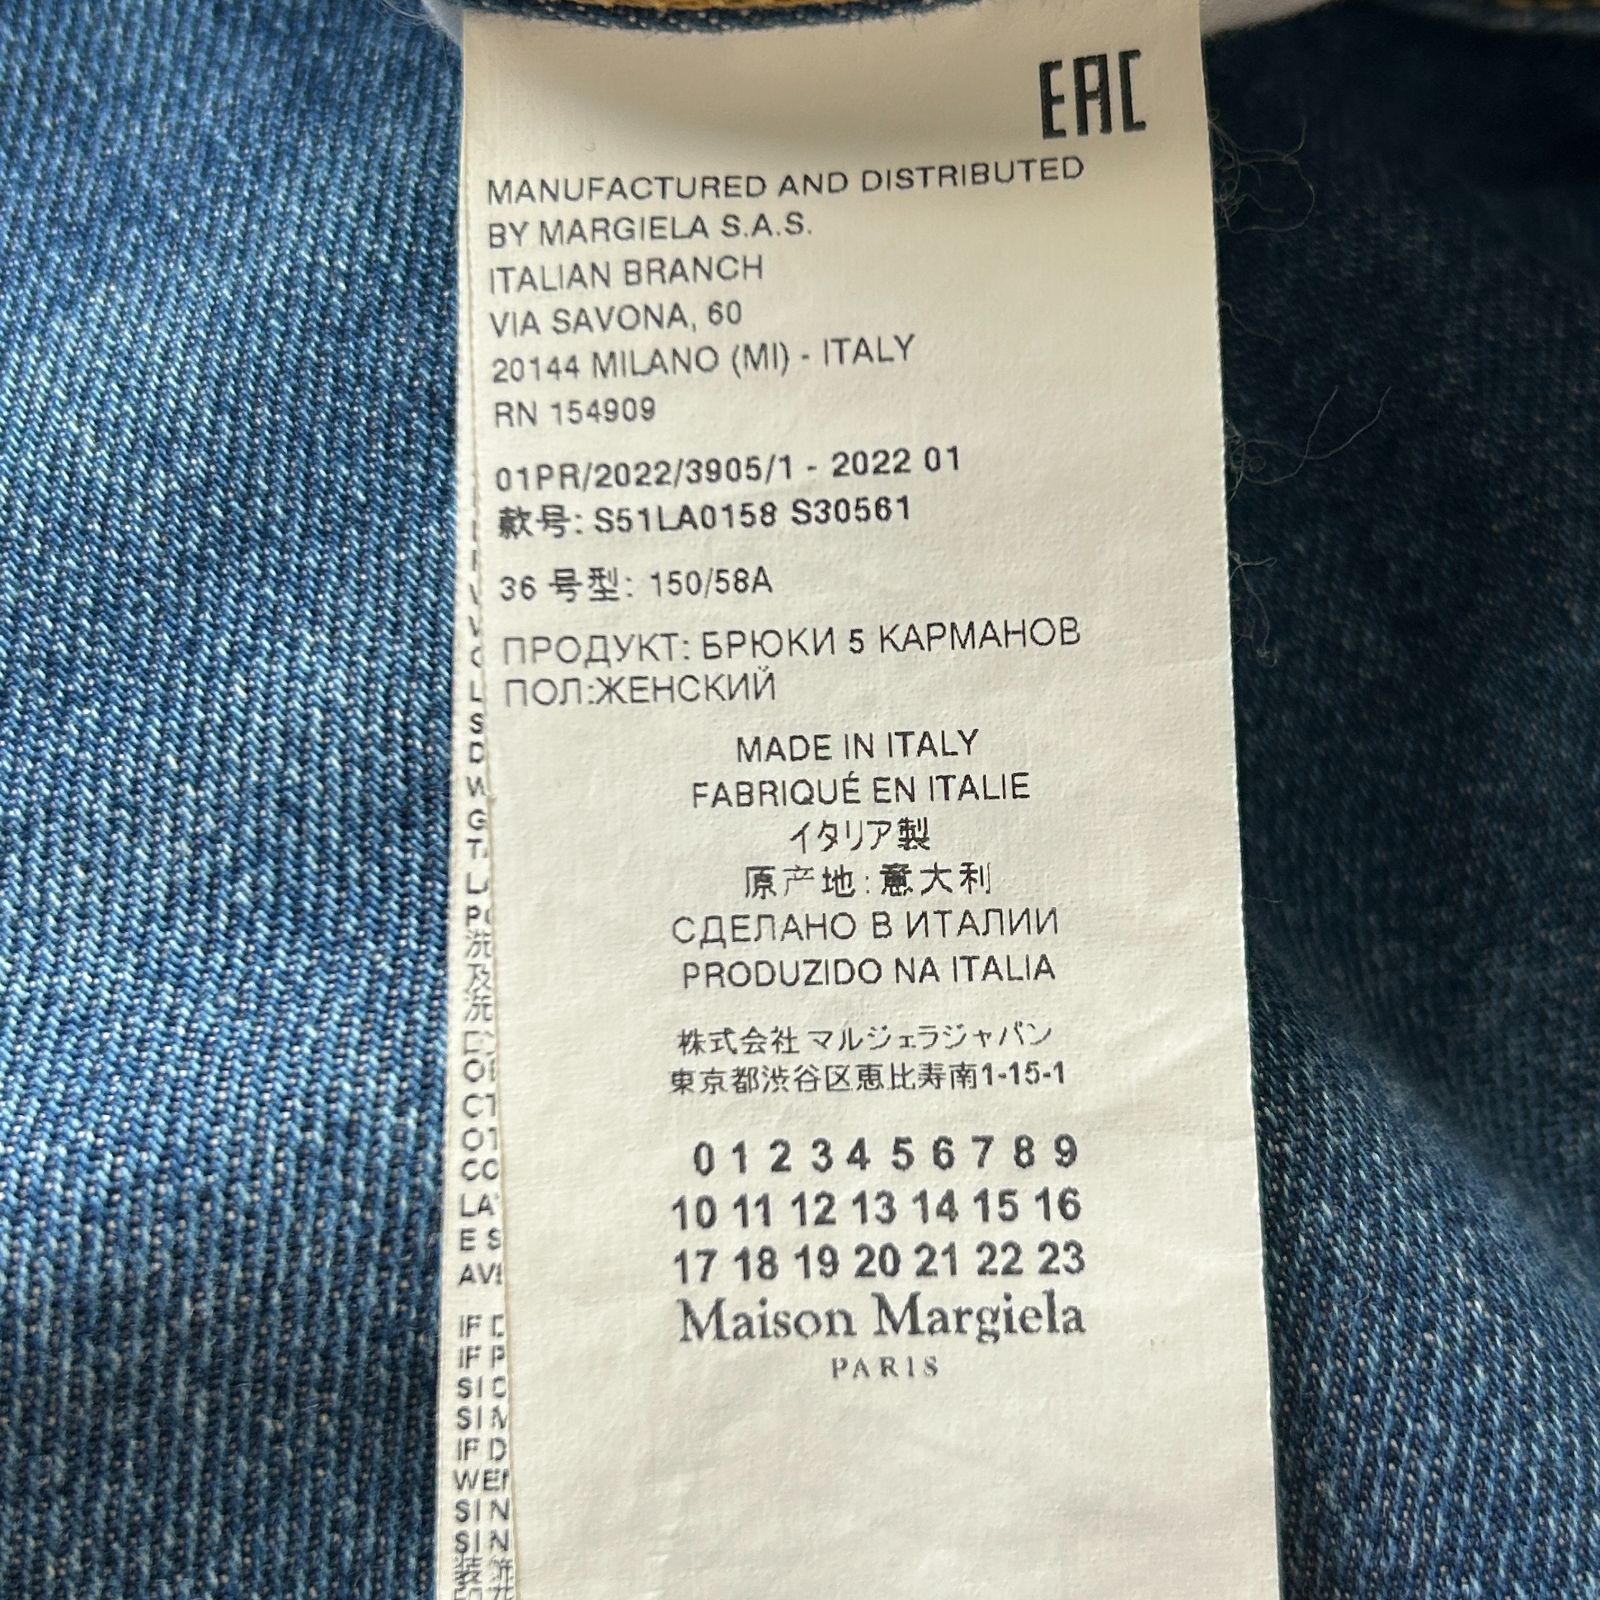 EAC
MANUFACTURED AND DISTRIBUTED
BY MARGIELA S.A.S.
ITALIAN BRANCH
VIA SAVONA, 60
20144 MILANO (MI) - ITALY
RN 154909
01PR/2022/3905/1 - 2022 01
款号: S51LA0158 S30561
36 号型: 150/58A
ПРОДУКТ: БРЮКИ 5 КАРМАНОВ
ПОЛ:ЖЕНСКИЙ
MADE IN ITALY
FABRIQUÉ EN ITALIE
イタリア製
原产地: 意大利
СДЕЛАНО В ИТАЛИИ
PRODUZIDO NA ITALIA
株式会社 マルジェラジャパン
東京都渋谷区恵比寿南1-15-1
0 1 2 3 4 5 6 7 8 9
10 11 12 13 14 15 16
17 18 19 20 21 22 23
Maison Margiela
PARIS